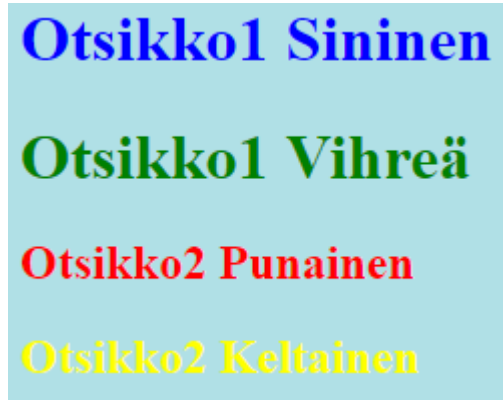 Otsikko1 Sininen
Otsikko1 Vihreä
Otsikko2 Punainen
Otsikko2 Keltainen